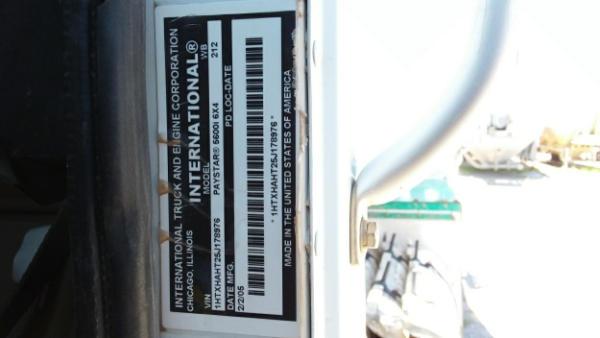 INTERNATIONAL TRUCK AND ENGINE CORPORATION
CHICAGO, ILLINOIS
INTERNATIONAL®
VIN MODEL WB
1HTXHAHT25J178976 PAYSTAR® 5600i 6X4 212
DATE MFG. PD LOC-DATE
2/2/05
* 1HTXHAHT25J178976 *
MADE IN THE UNITED STATES OF AMERICA